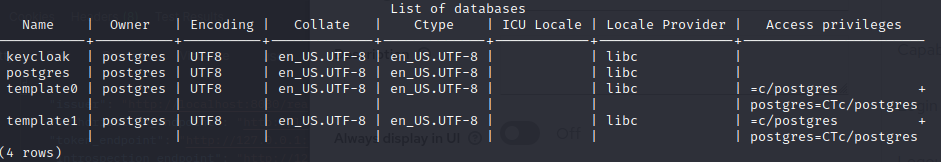 List of databases
Name | Owner | Encoding | Collate | Ctype | ICU Locale | Locale Provider | Access privileges
keycloak | postgres | UTF8 | en_US.UTF-8 | en_US.UTF-8 | | libc |
postgres | postgres | UTF8 | en_US.UTF-8 | en_US.UTF-8 | | libc |
template0 | postgres | UTF8 | en_US.UTF-8 | en_US.UTF-8 | | libc | =c/postgres +
| | | | | | | postgres=CTc/postgres
template1 | postgres | UTF8 | en_US.UTF-8 | en_US.UTF-8 | | libc | =c/postgres +
| | | | | | | postgres=CTc/postgres
(4 rows)
Always display in UI
Off